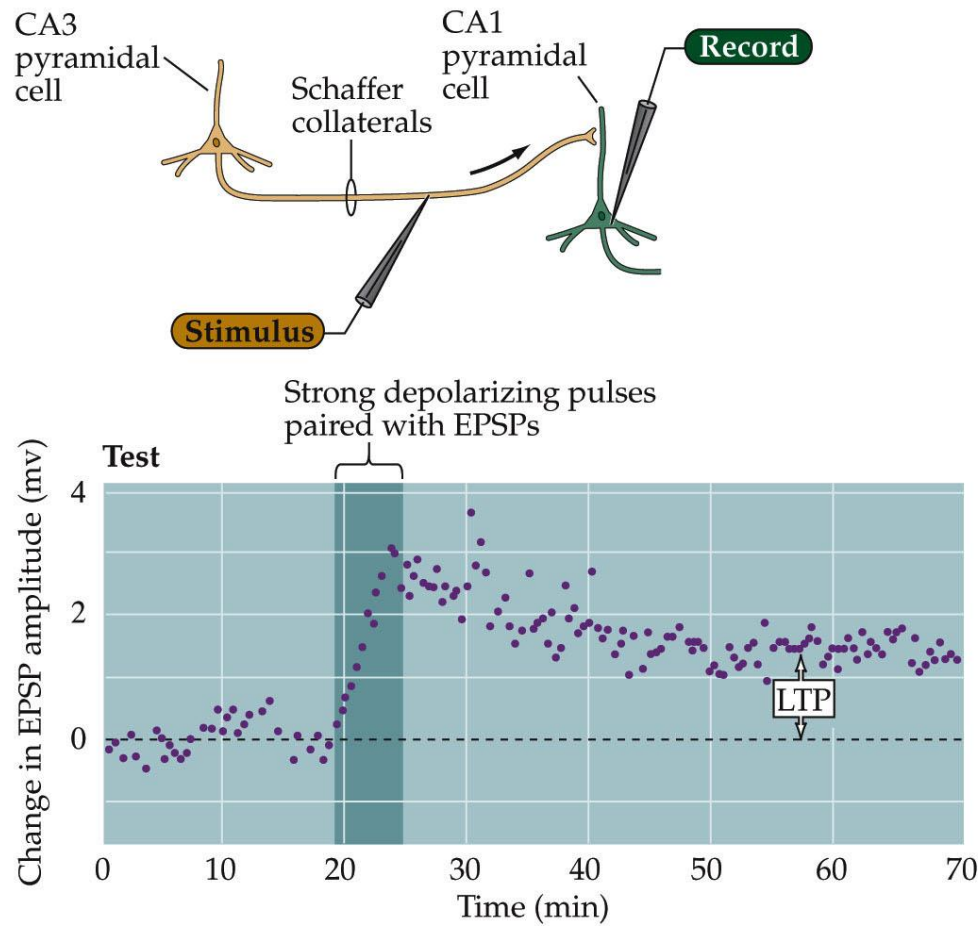 CA3
pyramidal
cell
Schaffer
collaterals
CA1
pyramidal
cell
Record
Stimulus
Strong depolarizing pulses
paired with EPSPs
Test
Change in EPSP amplitude (mv)
4
2
0
LTP
0 10 20 30 40 50 60 70
Time (min)